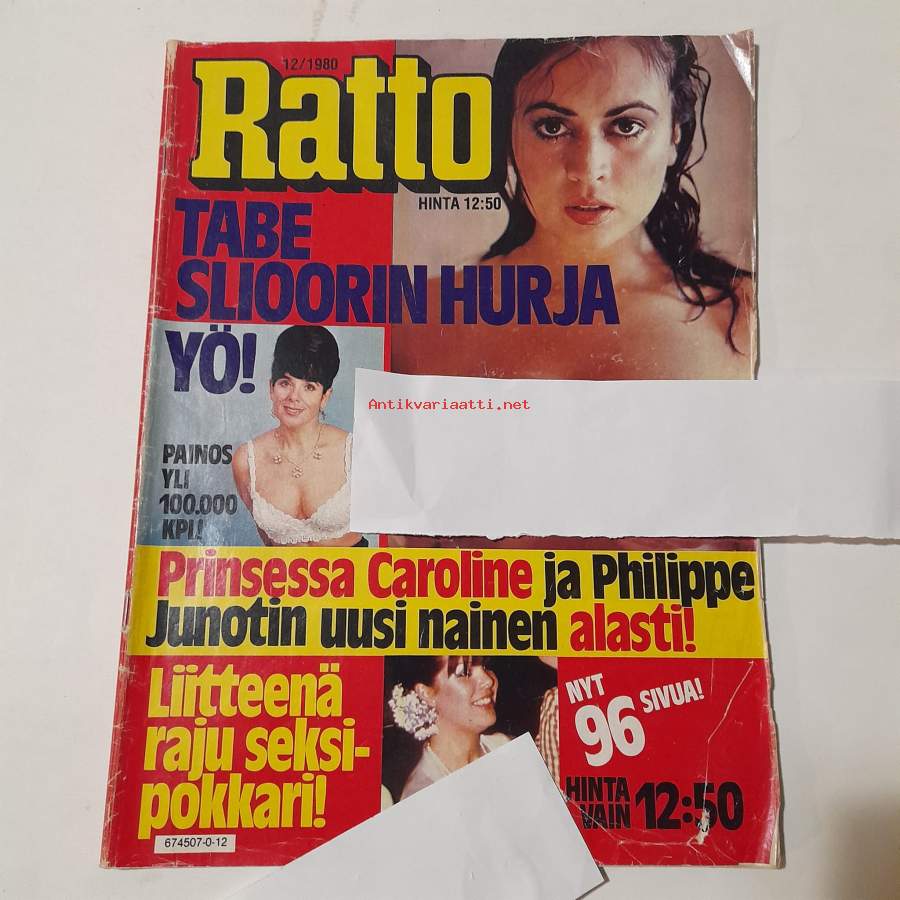 12/1980
Ratto
HINTA 12:50
TABE
SLIOORIN HURJA
YÖ!
Antikvariaatti.net
PAINOS
YLI
100.000
KPL!
Prinsessa Caroline ja Philippe
Junotin uusi nainen alasti!
Liitteenä
raju seksi-
pokkari!
NYT
96 SIVUA!
HINTA
VAIN 12:50
674507-0-12